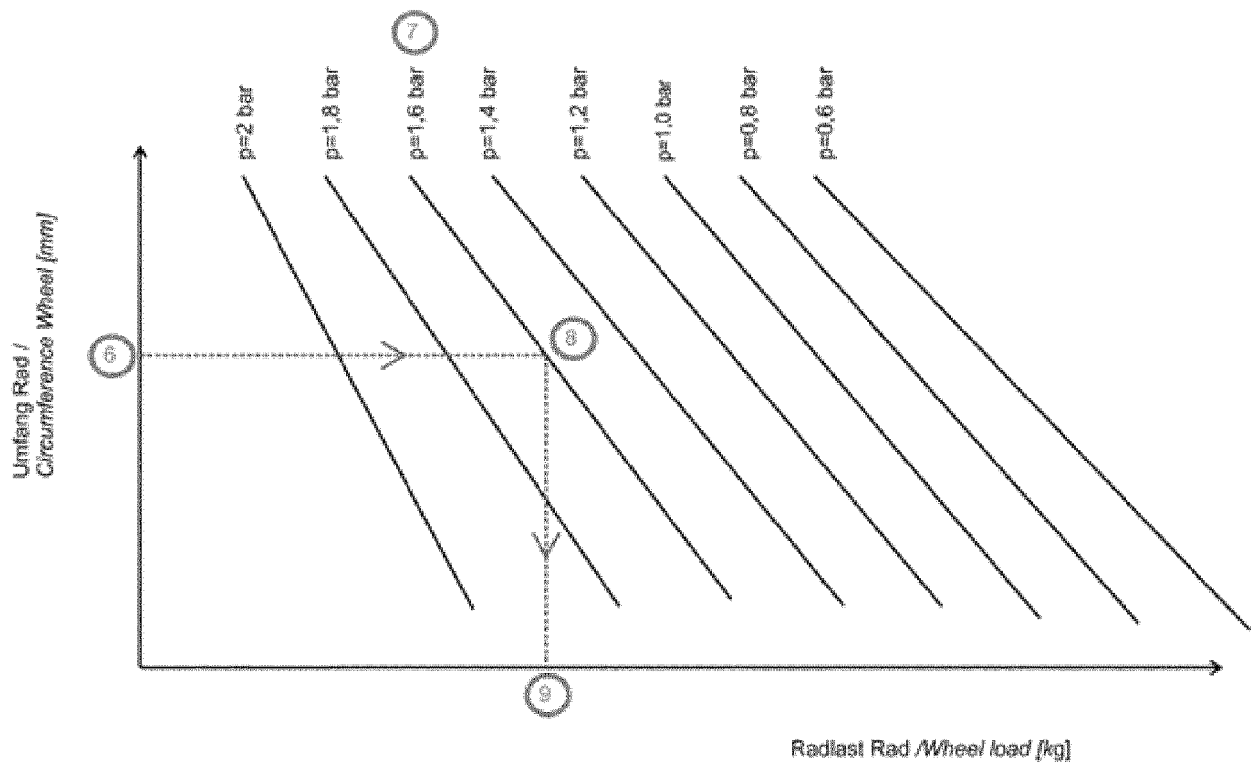 7
p=2 bar
p=1,8 bar
p=1,6 bar
p=1,4 bar
p=1,2 bar
p=1,0 bar
p=0,8 bar
p=0,6 bar
Umfang Rad /
Circumference Wheel [mm]
6
8
9
Radlast Rad /Wheel load [kg]